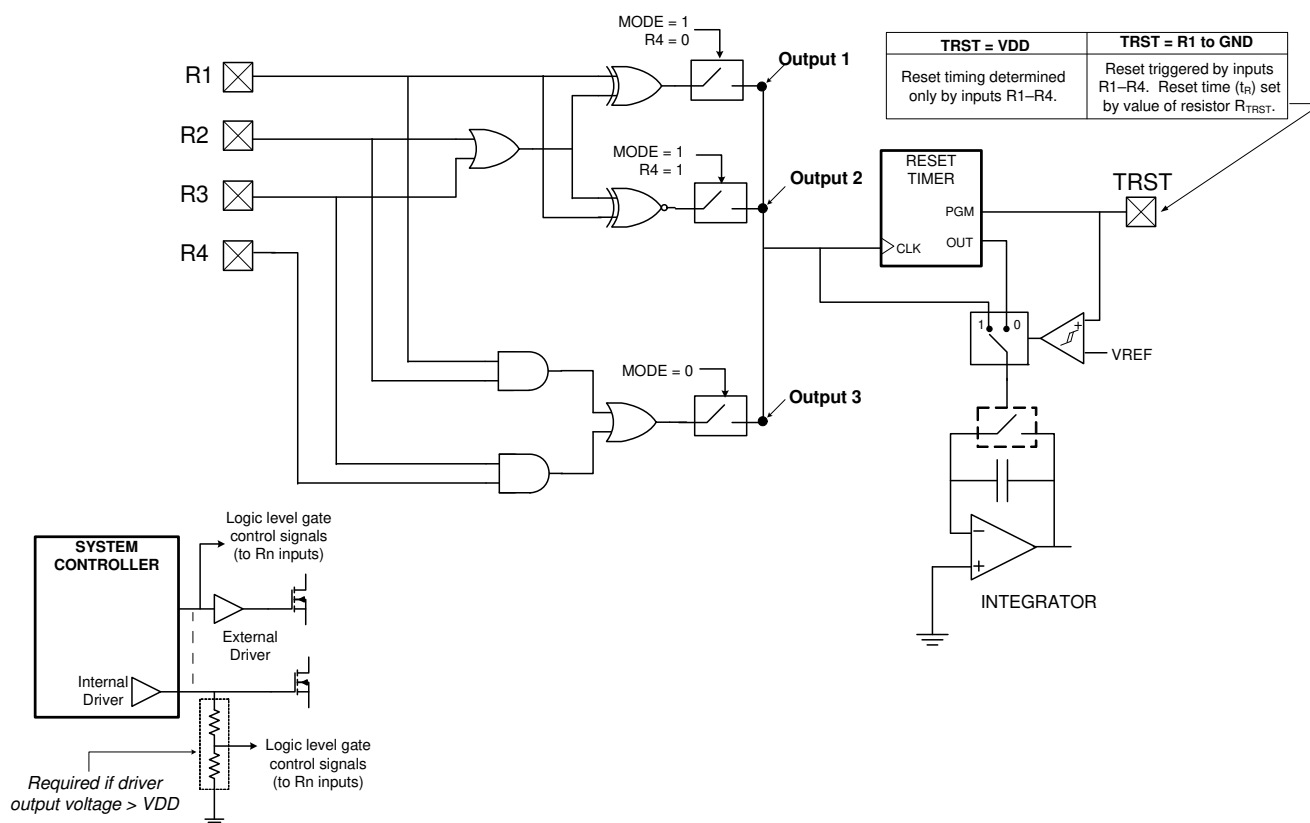 MODE = 1
R4 = 0
Output 1
R1
R2
R3
R4
MODE = 1
R4 = 1
Output 2
MODE = 0
Output 3
TRST = VDD
TRST = R1 to GND
Reset timing determined
only by inputs R1–R4.
Reset triggered by inputs
R1–R4. Reset time (tR) set
by value of resistor RTRST.
RESET
TIMER
PGM
OUT
CLK
TRST
1
0
+
VREF
−
+
INTEGRATOR
SYSTEM
CONTROLLER
Logic level gate
control signals
(to Rn inputs)
External
Driver
Internal
Driver
Logic level gate
control signals
(to Rn inputs)
Required if driver
output voltage > VDD